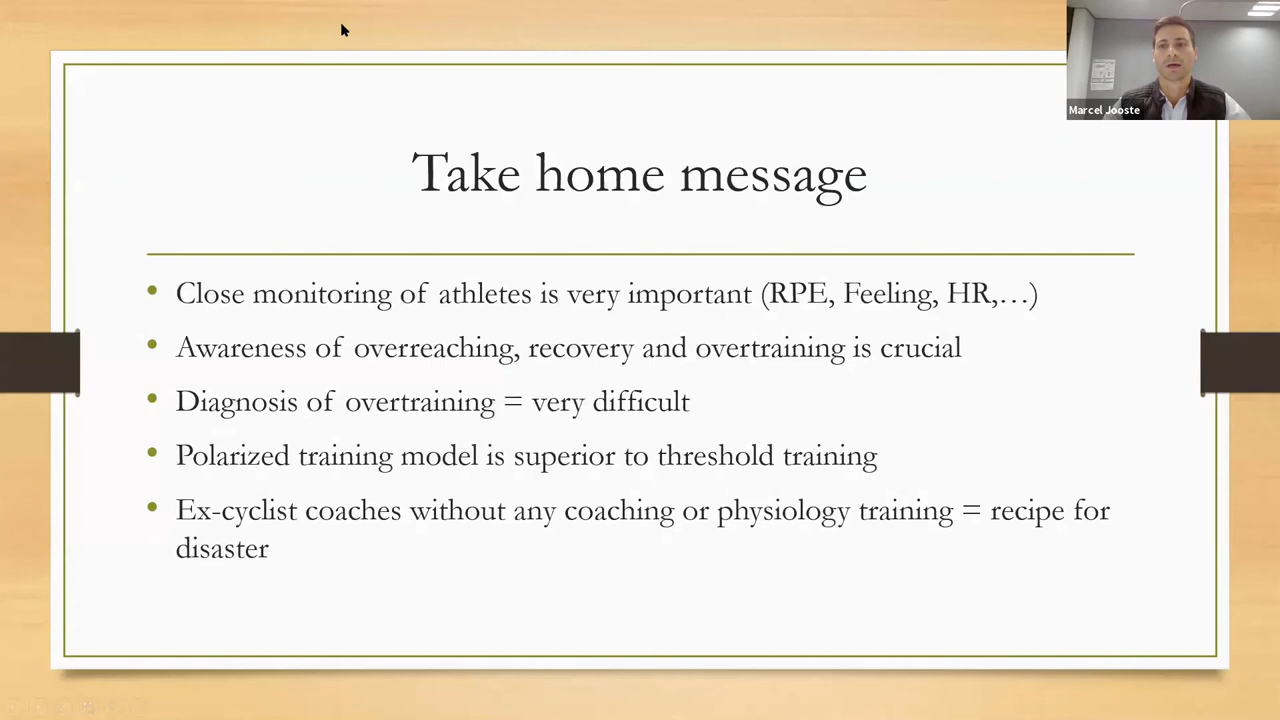 Marcel Jooste
Take home message
• Close monitoring of athletes is very important (RPE, Feeling, HR,…)
• Awareness of overreaching, recovery and overtraining is crucial
• Diagnosis of overtraining = very difficult
• Polarized training model is superior to threshold training
• Ex-cyclist coaches without any coaching or physiology training = recipe for
disaster